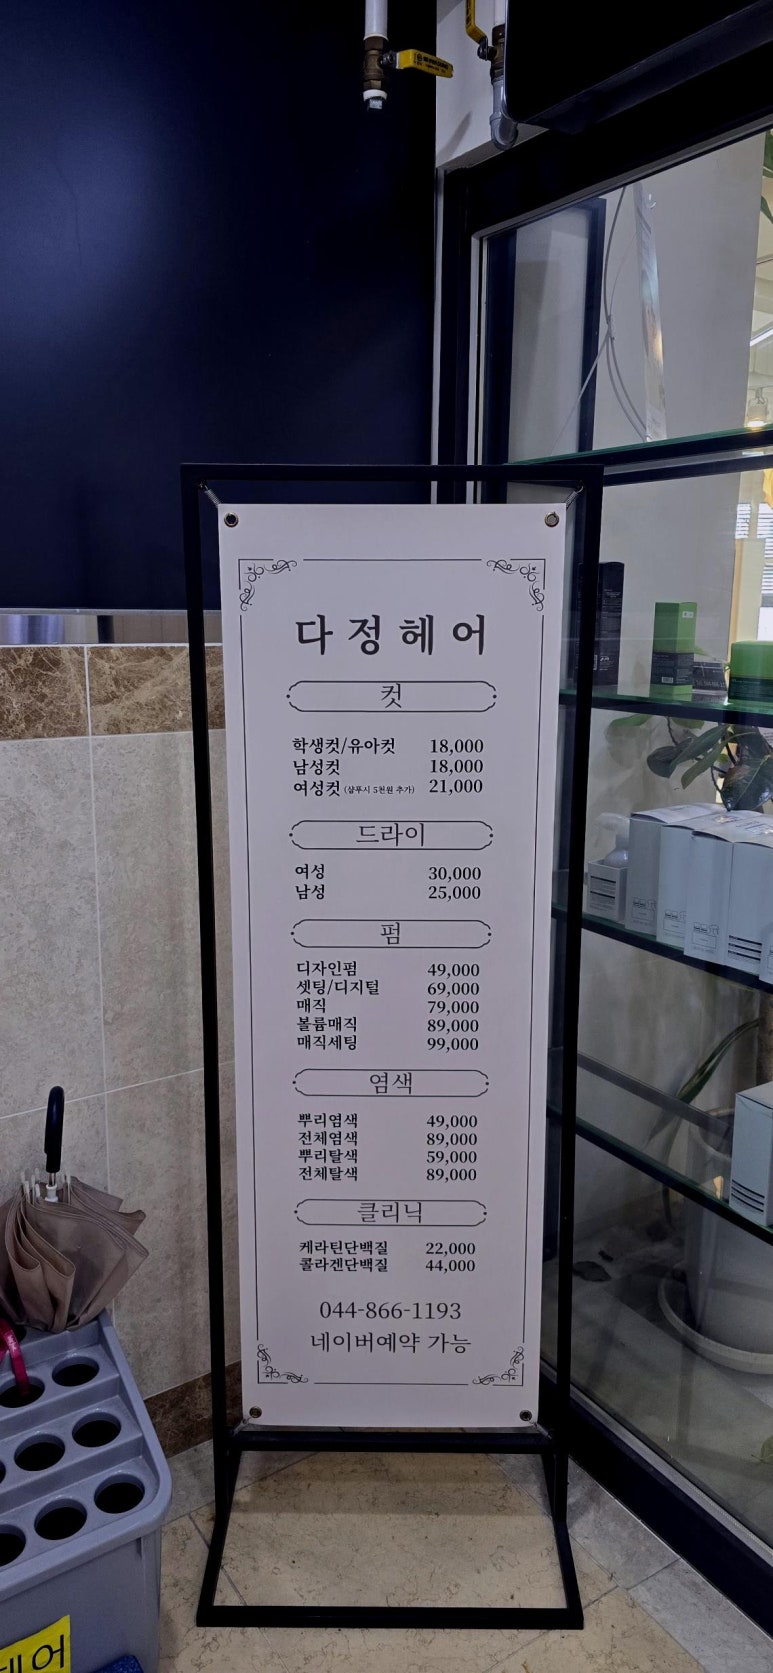 다정헤어
컷
학생컷/유아컷 18,000
남성컷 18,000
여성컷 (샴푸시 5천원 추가) 21,000
드라이
여성 30,000
남성 25,000
펌
디자인펌 49,000
셋팅/디지털 69,000
매직 79,000
볼륨매직 89,000
매직세팅 99,000
염색
뿌리염색 49,000
전체염색 89,000
뿌리탈색 59,000
전체탈색 89,000
클리닉
케라틴단백질 22,000
콜라겐단백질 44,000
044-866-1193
네이버예약 가능
헤어